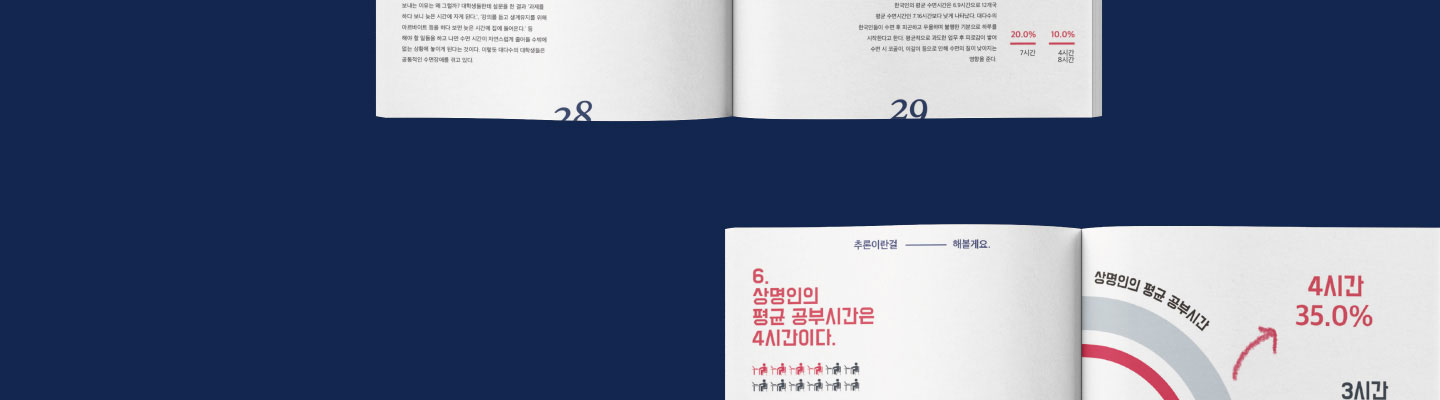 보내는 이유는 왜 그럴까? 대학생들한테 설문을 한 결과 '과제를
하다 보니 늦은 시간에 자게 된다.', '강의를 듣고 생계유지를 위해
아르바이트 등을 하다 보면 늦은 시간에 집에 들어온다.' 등
해야 할 일들을 하고 나면 수면 시간이 자연스럽게 줄어들 수밖에
없는 상황에 놓이게 된다는 것이다. 이렇듯 대다수의 대학생들은
공통적인 수면장애를 겪고 있다.
28
한국인의 평균 수면시간은 6.9시간으로 12개국
평균 수면시간인 7.16시간보다 낮게 나타났다. 대다수의
한국인들이 수면 후 피곤하고 우울하며 불행한 기분으로 하루를
시작한다고 한다. 평균적으로 과도한 업무 후 피로감이 쌓여
수면 시 코골이, 이갈이 등으로 인해 수면의 질이 낮아지는
영향을 준다.
20.0%
7시간
10.0%
4시간
8시간
29
추론이란걸 해볼게요.
6.
상명인의
평균 공부시간은
4시간이다.
상명인의 평균 공부시간
4시간
35.0%
3시간